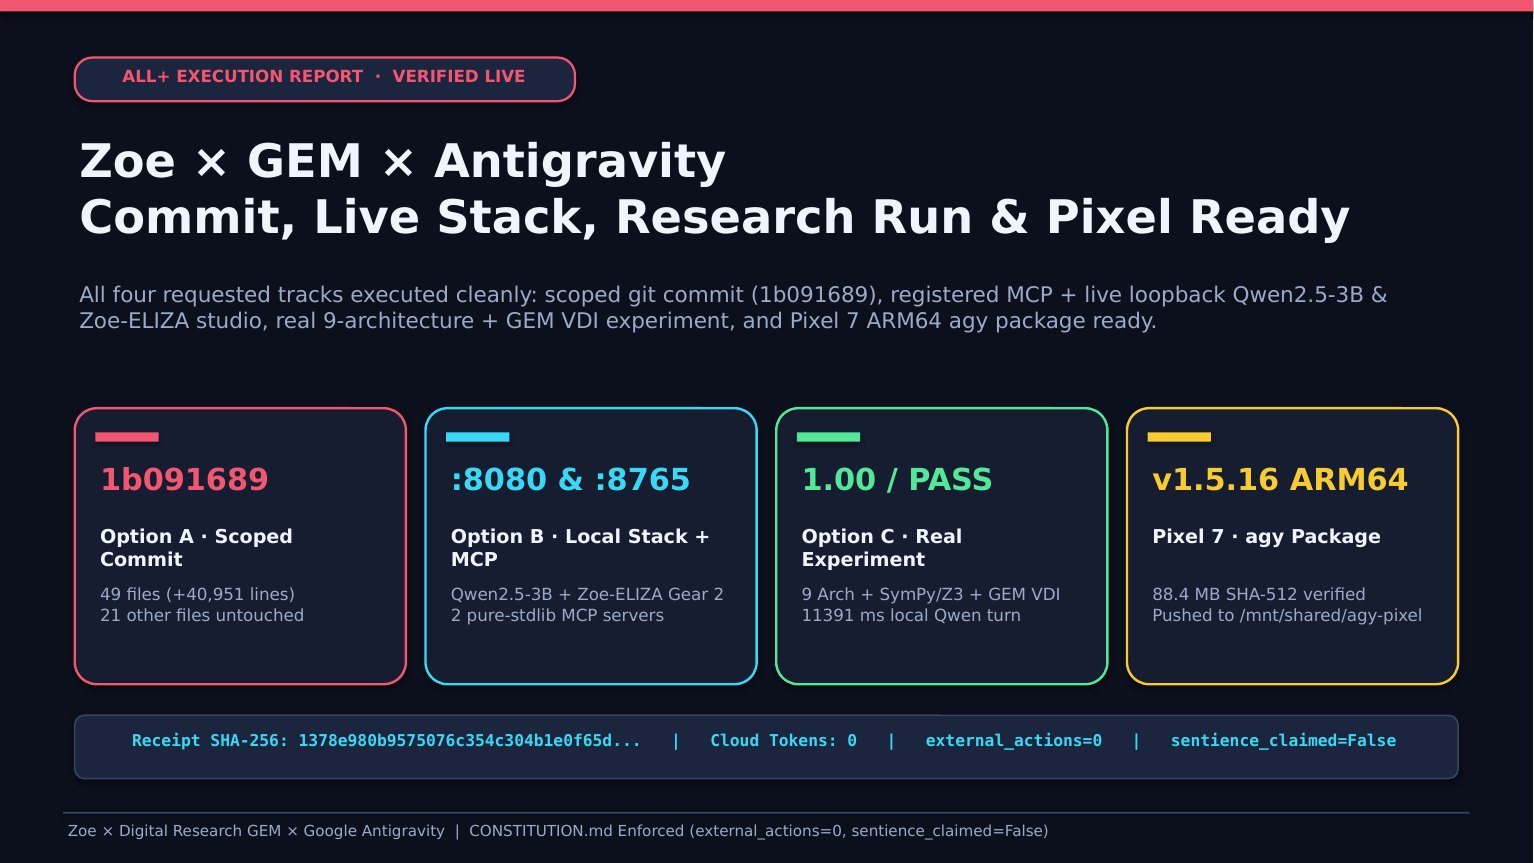 ALL+ EXECUTION REPORT · VERIFIED LIVE
Zoe × GEM × Antigravity
Commit, Live Stack, Research Run & Pixel Ready
All four requested tracks executed cleanly: scoped git commit (1b091689), registered MCP + live loopback Qwen2.5-3B &
Zoe-ELIZA studio, real 9-architecture + GEM VDI experiment, and Pixel 7 ARM64 agy package ready.
1b091689
Option A · Scoped
Commit
49 files (+40,951 lines)
21 other files untouched
:8080 & :8765
Option B · Local Stack +
MCP
Qwen2.5-3B + Zoe-ELIZA Gear 2
2 pure-stdlib MCP servers
1.00 / PASS
Option C · Real
Experiment
9 Arch + SymPy/Z3 + GEM VDI
11391 ms local Qwen turn
v1.5.16 ARM64
Pixel 7 · agy Package
88.4 MB SHA-512 verified
Pushed to /mnt/shared/agy-pixel
Receipt SHA-256: 1378e980b9575076c354c304b1e0f65d... | Cloud Tokens: 0 | external_actions=0 | sentience_claimed=False
Zoe × Digital Research GEM × Google Antigravity | CONSTITUTION.md Enforced (external_actions=0, sentience_claimed=False)